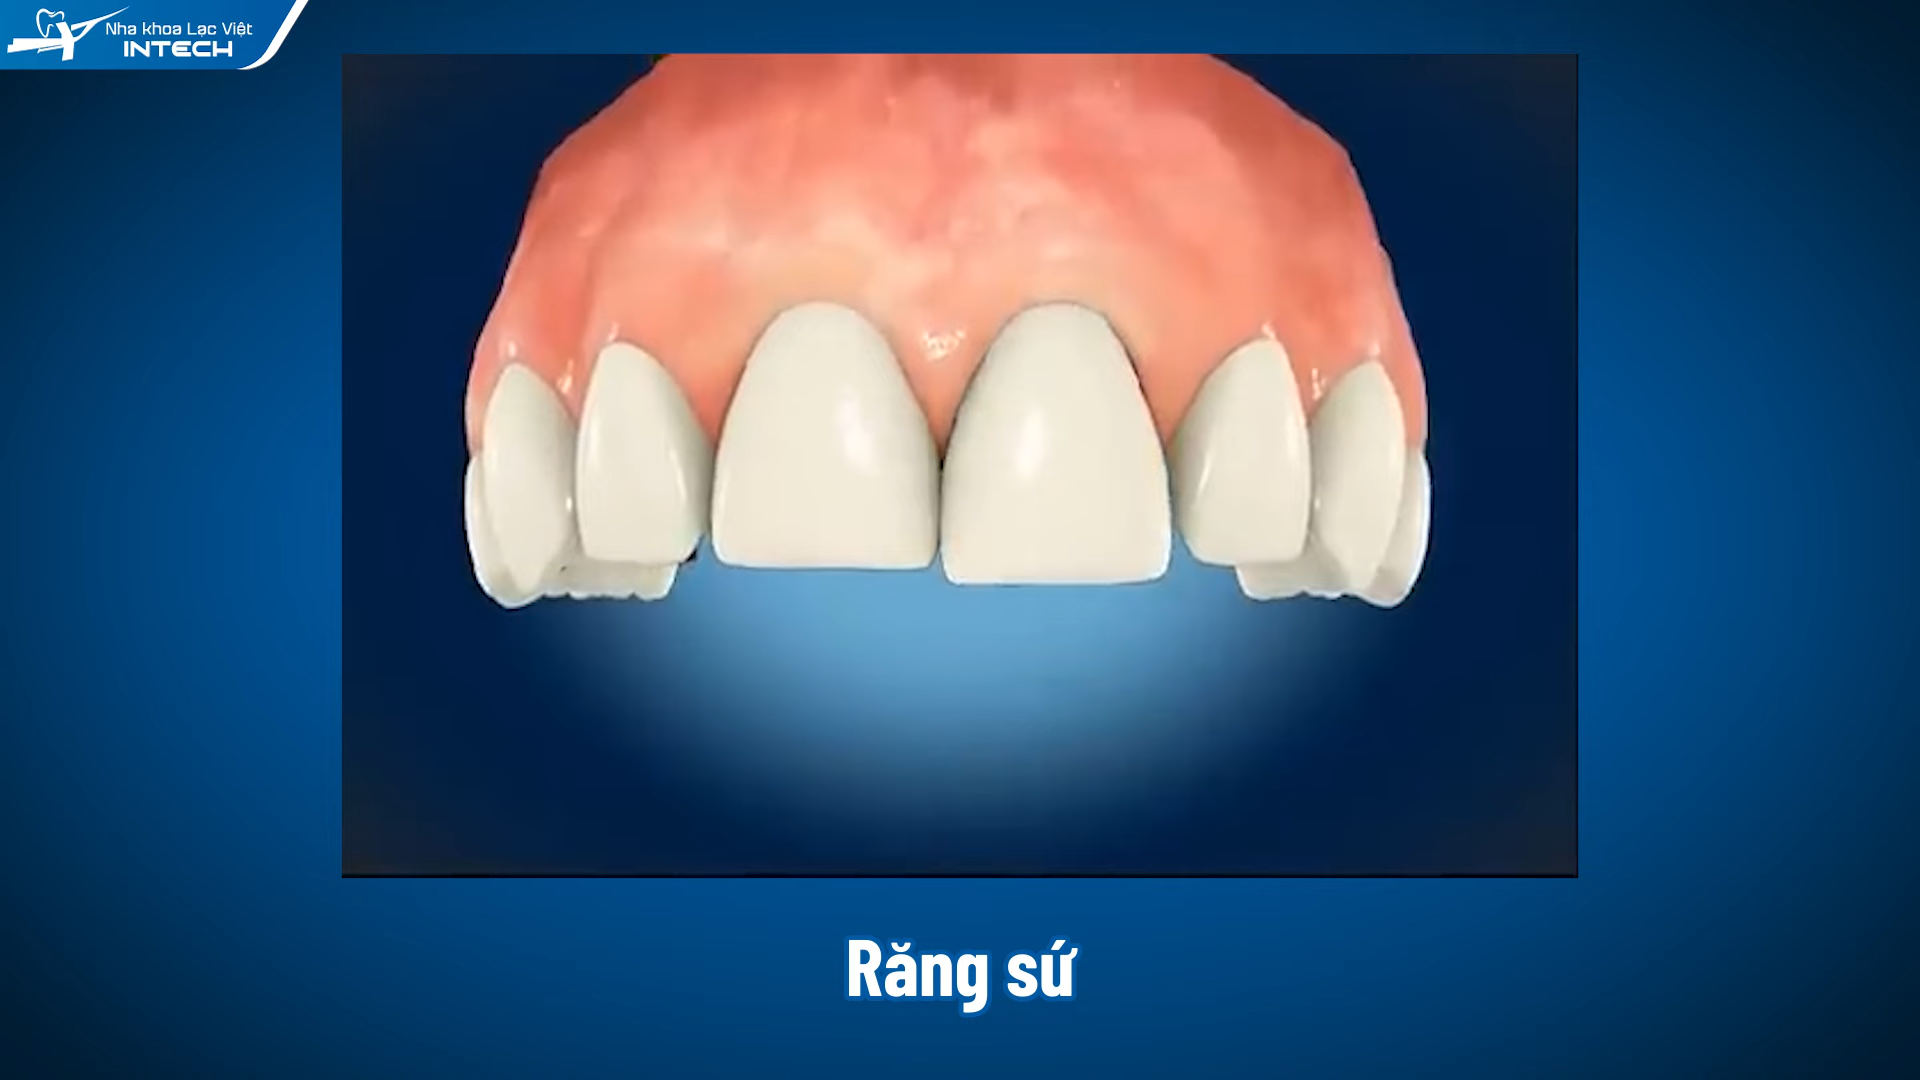 Nha khoa Lạc Việt
INTECH
Răng sứ